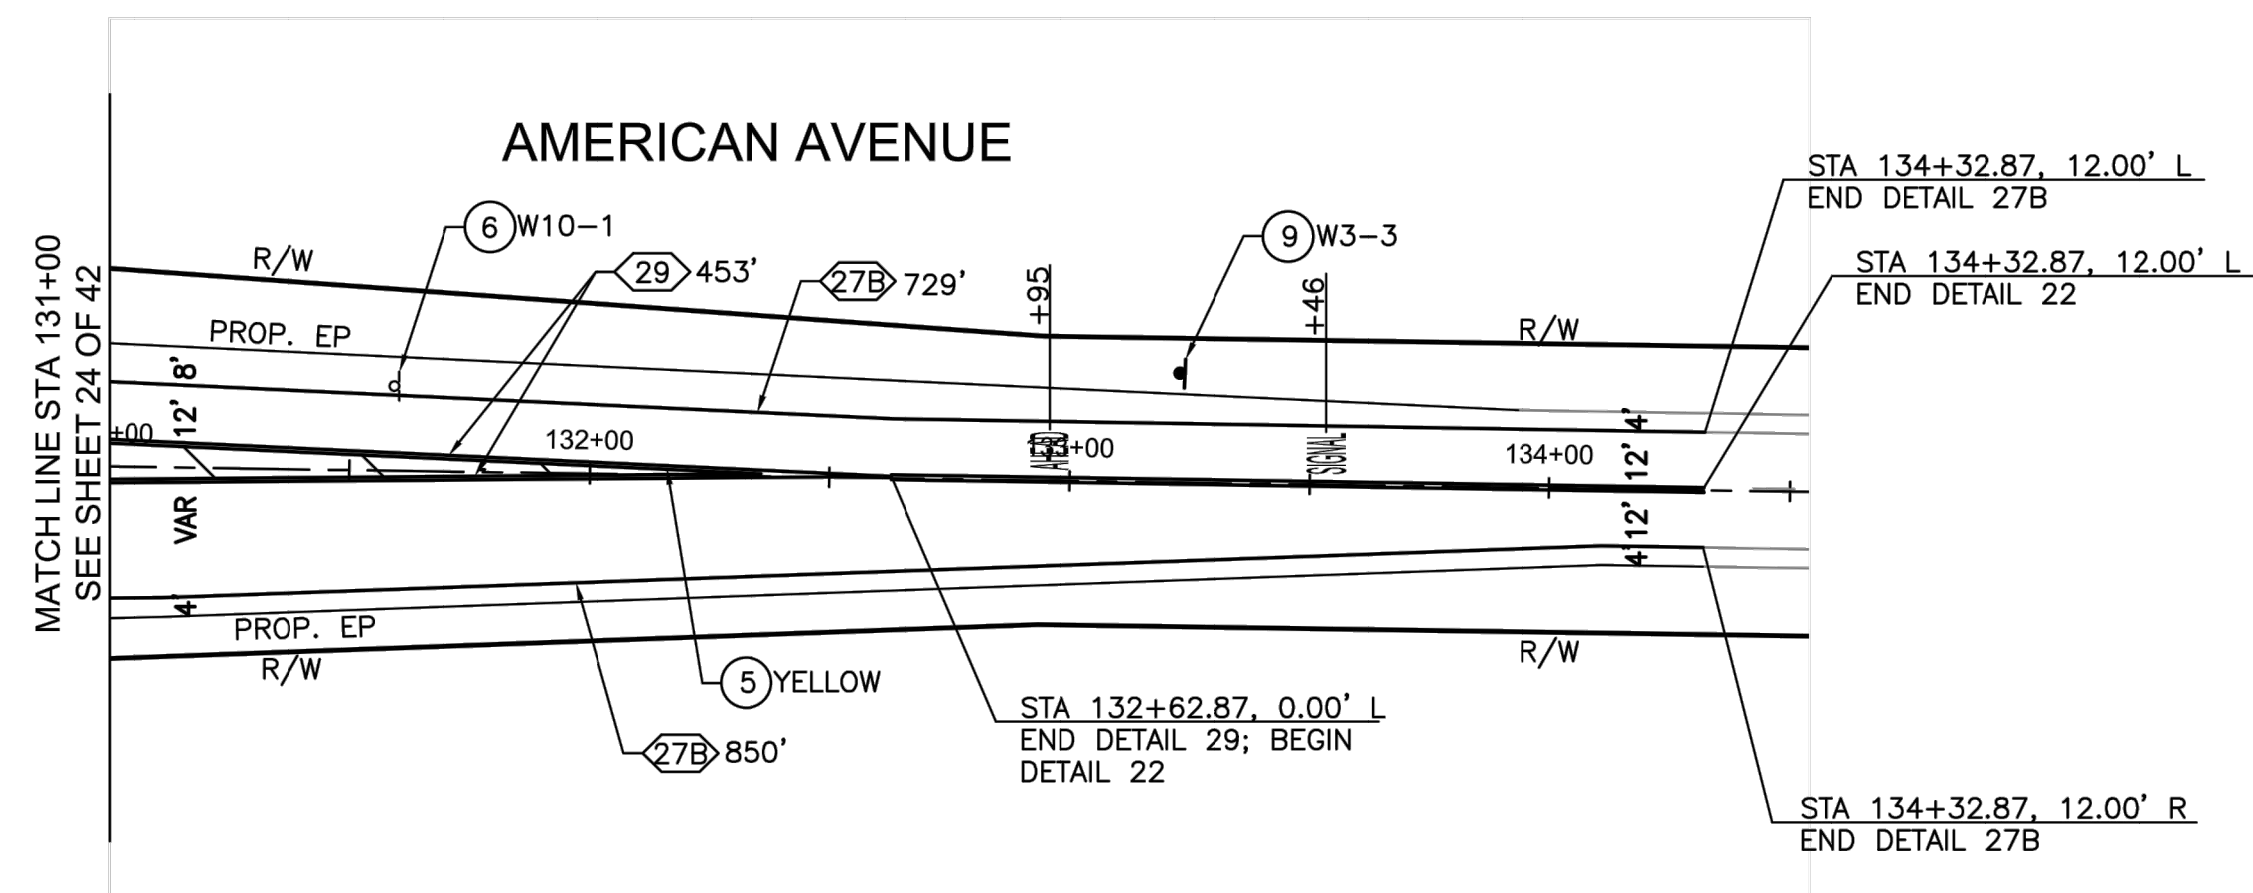 AMERICAN AVENUE
MATCH LINE STA 131+00
SEE SHEET 24 OF 42
6 W10-1
29 453'
27B 729'
9 W3-3
R/W
PROP. EP
+95
+46
R/W
STA 134+32.87, 12.00' L
END DETAIL 27B
STA 134+32.87, 12.00' L
END DETAIL 22
8'
12'
+00
132+00
AHEAD
133+00
SIGNAL
134+00
4'
12'
VAR
12'
4'
4'
PROP. EP
R/W
R/W
5 YELLOW
27B 850'
STA 132+62.87, 0.00' L
END DETAIL 29; BEGIN
DETAIL 22
STA 134+32.87, 12.00' R
END DETAIL 27B